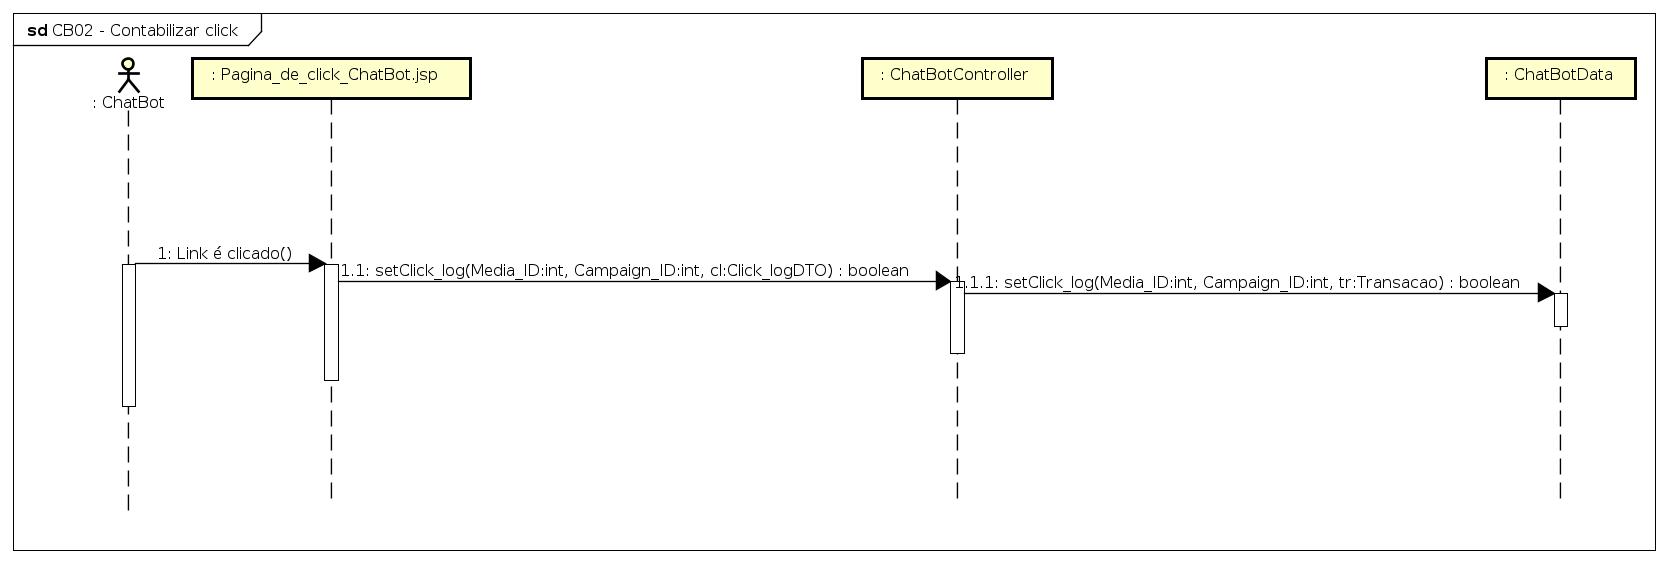 sd CB02 - Contabilizar click
: ChatBot
: Pagina_de_click_ChatBot.jsp
: ChatBotController
: ChatBotData
1: Link é clicado()
1.1: setClick_log(Media_ID:int, Campaign_ID:int, cl:Click_logDTO) : boolean
1.1.1: setClick_log(Media_ID:int, Campaign_ID:int, tr:Transacao) : boolean